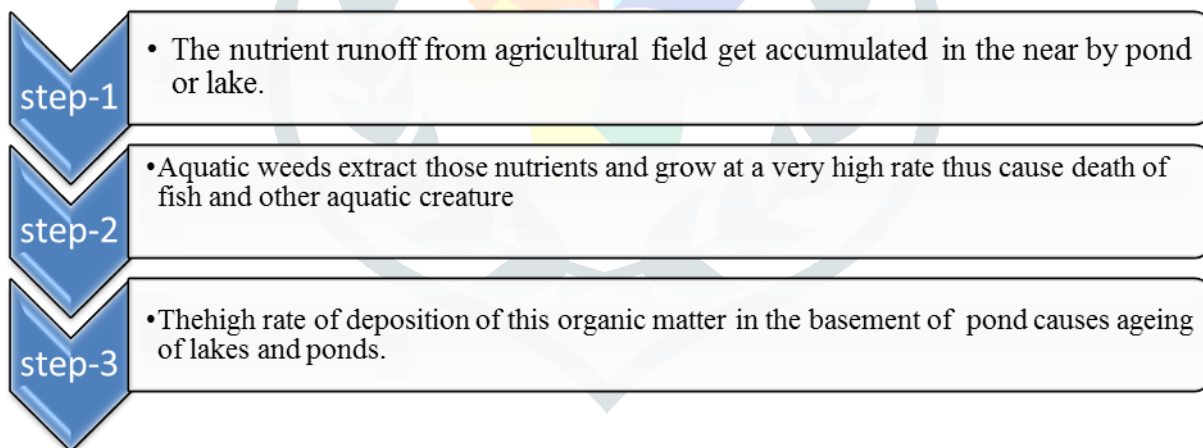 step-1
• The nutrient runoff from agricultural field get accumulated in the near by pond
or lake.
step-2
•Aquatic weeds extract those nutrients and grow at a very high rate thus cause death of
fish and other aquatic creature
step-3
•Thehigh rate of deposition of this organic matter in the basement of pond causes ageing
of lakes and ponds.